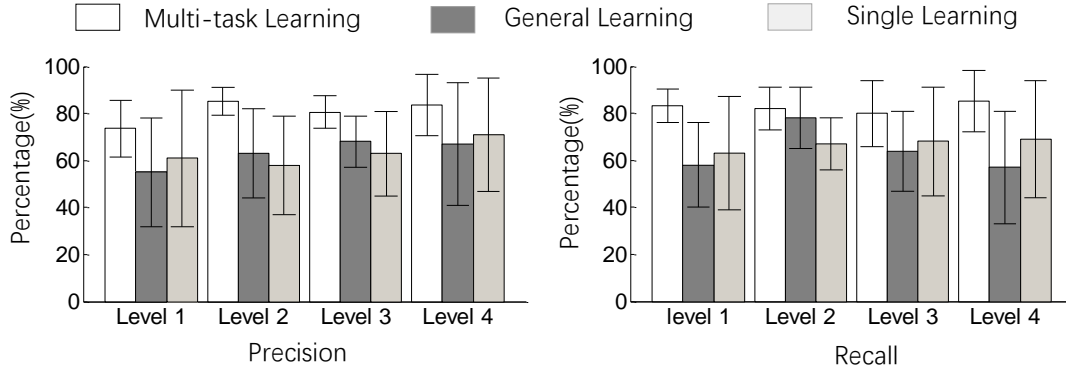 Multi-task Learning General Learning Single Learning
Percentage(%)
100
80
60
40
20
0
Level 1 Level 2 Level 3 Level 4
Precision
Percentage(%)
100
80
60
40
20
0
level 1 Level 2 Level 3 Level 4
Recall